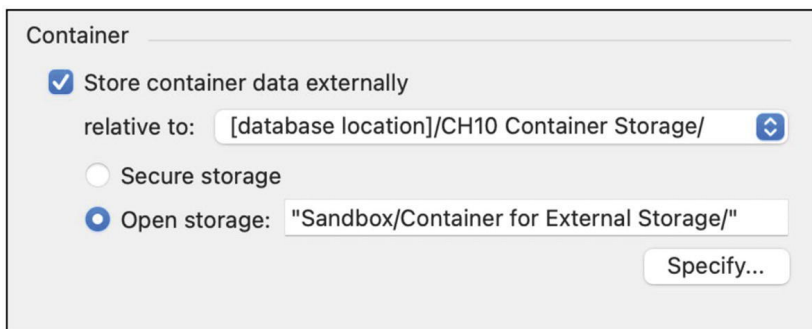 Container
Store container data externally
relative to: [database location]/CH10 Container Storage/
Secure storage
Open storage: "Sandbox/Container for External Storage/"
Specify...